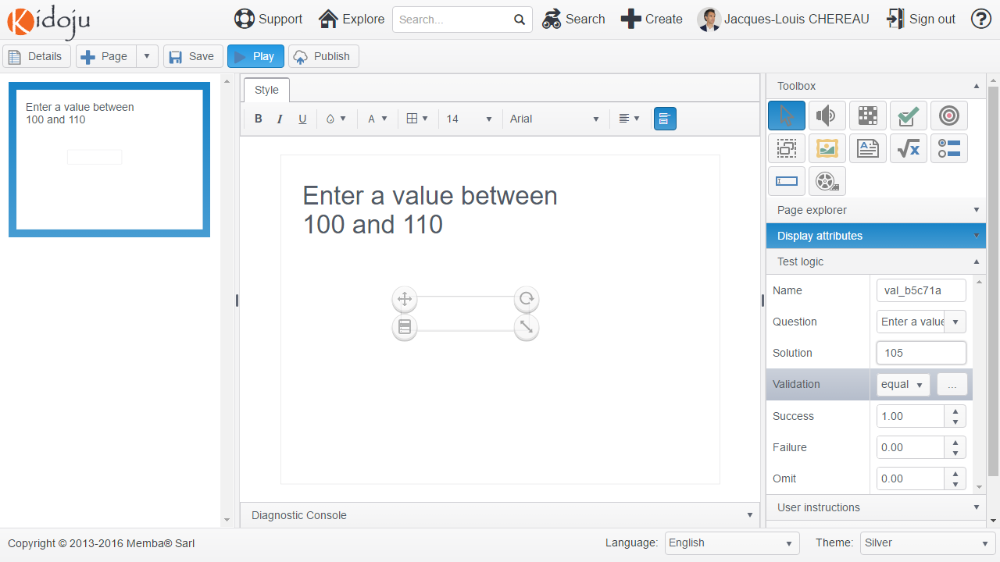 Kidoju
Support
Explore
Search...
Search
Create
Jacques-Louis CHEREAU
Sign out
?
Details
Page
Save
Play
Publish
Enter a value between
100 and 110
Style
B I U
A
14
Arial
Enter a value between
100 and 110
Diagnostic Console
Toolbox
Page explorer
Display attributes
Test logic
Name val_b5c71a
Question Enter a value
Solution 105
Validation equal ...
Success 1.00
Failure 0.00
Omit 0.00
User instructions
Copyright © 2013-2016 Memba® Sarl
Language: English
Theme: Silver